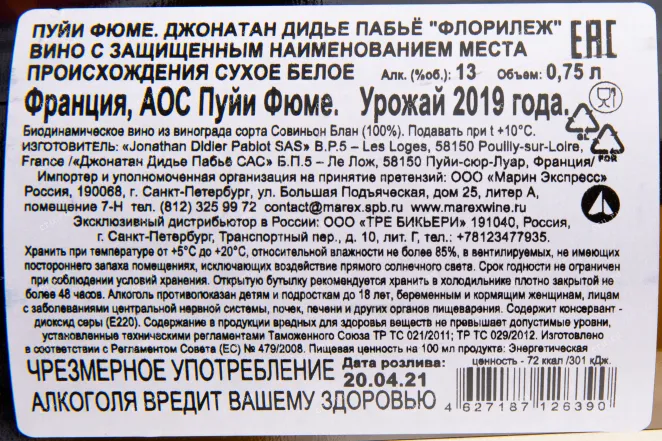 ПУЙИ ФЮМЕ. ДЖОНАТАН ДИДЬЕ ПАБЬЁ "ФЛОРИЛЕЖ"
ВИНО С ЗАЩИЩЕННЫМ НАИМЕНОВАНИЕМ МЕСТА
ПРОИСХОЖДЕНИЯ СУХОЕ БЕЛОЕ Алк. (%об.): 13 Объем: 0,75 л
EAC
Франция, АОС Пуйи Фюме. Урожай 2019 года.
Биодинамическое вино из винограда сорта Совиньон Блан (100%). Подавать при t +10°C.
ИЗГОТОВИТЕЛЬ: «Jonathan Didier Pabiot SAS» B.P.5 – Les Loges, 58150 Pouilly-sur-Loire,
France /«Джонатан Дидье Пабьё САС» Б.П.5 – Ле Лож, 58150 Пуйи-сюр-Луар, Франция/
GL
FOR
Импортер и уполномоченная организация на принятие претензий: ООО «Марин Экспресс»
Россия, 190068, г. Санкт-Петербург, ул. Большая Подъяческая, дом 25, литер А,
помещение 7-Н тел. (812) 325 99 72 contact@marex.spb.ru www.marexwine.ru
Эксклюзивный дистрибьютор в России: ООО «ТРЕ БИКЬЕРИ» 191040, Россия,
г. Санкт-Петербург, Транспортный пер., д. 10, лит. Г, тел.: +78123477935.
Хранить при температуре от +5°C до +20°C, относительной влажности не более 85%, в вентилируемых, не имеющих
постороннего запаха помещениях, исключающих воздействие прямого солнечного света. Срок годности не ограничен
при соблюдении условий хранения. Открытую бутылку рекомендуется хранить в холодильнике плотно закрытой не
более 48 часов. Алкоголь противопоказан детям и подросткам до 18 лет, беременным и кормящим женщинам, лицам
с заболеваниями центральной нервной системы, почек, печени и других органов пищеварения. Содержит консервант -
диоксид серы (Е220). Содержание в продукции вредных для здоровья веществ не превышает допустимые уровни,
установленные техническими регламентами Таможенного Союза ТР ТС 021/2011; ТР ТС 029/2012. Изготовлено
в соответствии с Регламентом Совета (ЕС) № 479/2008. Пищевая ценность на 100 мл продукта: Энергетическая
ценность - 72 ккал /301 кДж.
ЧРЕЗМЕРНОЕ УПОТРЕБЛЕНИЕ
АЛКОГОЛЯ ВРЕДИТ ВАШЕМУ ЗДОРОВЬЮ
Дата розлива:
20.04.21
4 627187 126390